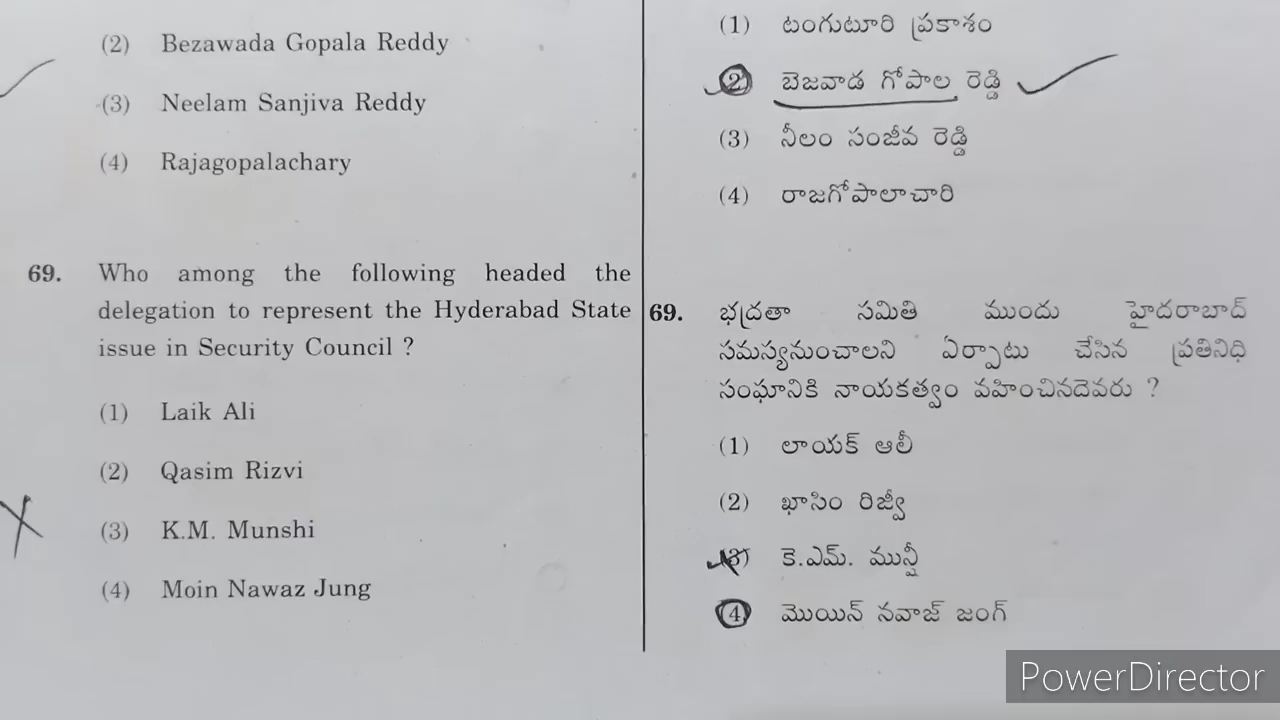 (2) Bezawada Gopala Reddy
(3) Neelam Sanjiva Reddy
(4) Rajagopalachary
69. Who among the following headed the
delegation to represent the Hyderabad State
issue in Security Council ?
(1) Laik Ali
(2) Qasim Rizvi
(3) K.M. Munshi
(4) Moin Nawaz Jung
(1) టంగుటూరి ప్రకాశం
(2) బెజవాడ గోపాల రెడ్డి
(3) నీలం సంజీవ రెడ్డి
(4) రాజగోపాలాచారి
69. భద్రతా సమితి ముందు హైదరాబాద్
సమస్యనుంచాలని ఏర్పాటు చేసిన ప్రతినిధి
సంఘానికి నాయకత్వం వహించినదెవరు ?
(1) లాయక్ ఆలీ
(2) ఖాసిం రిజ్వీ
(3) కె.ఎమ్. మున్షీ
(4) మొయిన్ నవాజ్ జంగ్
PowerDirector